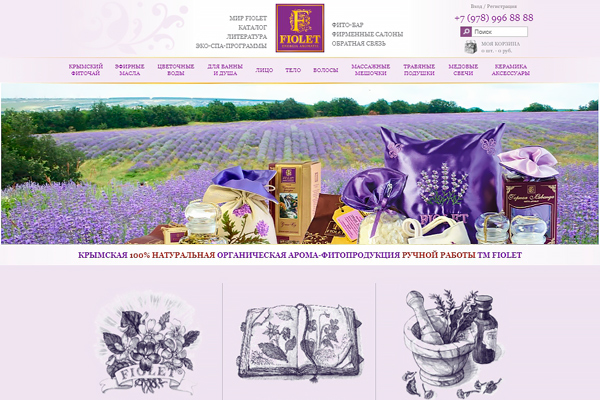 Вход / Регистрация
МИР FIOLET
КАТАЛОГ
ЛИТЕРАТУРА
ЭКО-СПА-ПРОГРАММЫ
FIOLET
ФИТО-БАР
ФИРМЕННЫЕ САЛОНЫ
ОБРАТНАЯ СВЯЗЬ
+7 (978) 996 88 88
Поиск
МОЯ КОРЗИНА
0 шт. - 0 руб.
КРЫМСКИЙ ФИТОЧАЙ
ЭФИРНЫЕ МАСЛА
ЦВЕТОЧНЫЕ ВОДЫ
ДЛЯ ВАННЫ И ДУША
ЛИЦО
ТЕЛО
ВОЛОСЫ
МАССАЖНЫЕ МЕШОЧКИ
ТРАВЯНЫЕ ПОДУШКИ
МЕДОВЫЕ СВЕЧИ
КЕРАМИКА АКСЕССУАРЫ
FIOLET
КРЫМСКАЯ 100% НАТУРАЛЬНАЯ ОРГАНИЧЕСКАЯ АРОМА-ФИТОПРОДУКЦИЯ РУЧНОЙ РАБОТЫ ТМ FIOLET
FIOLET